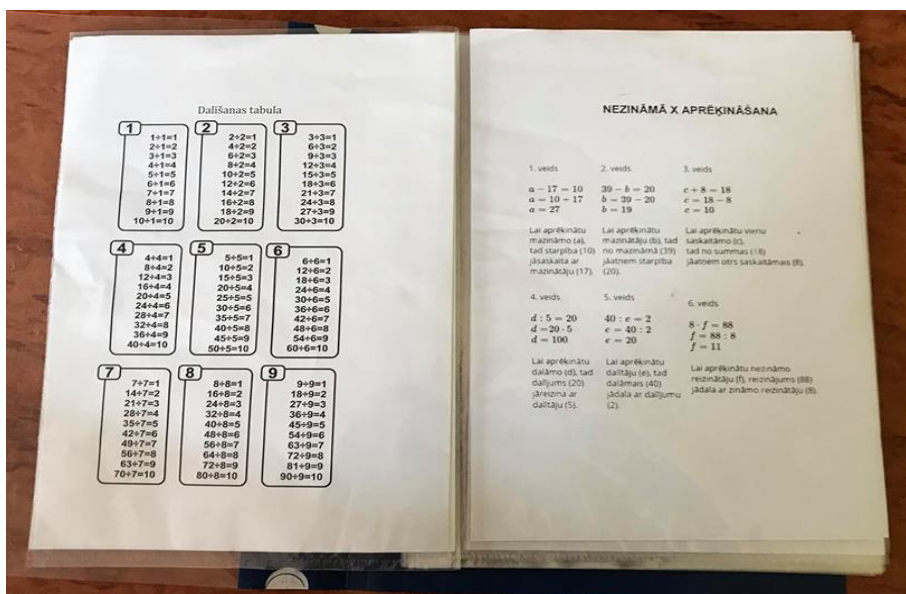 Dalīšanas tabula
1
1÷1=1
2÷1=2
3÷1=3
4÷1=4
5÷1=5
6÷1=6
7÷1=7
8÷1=8
9÷1=9
10÷1=10
2
2÷2=1
4÷2=2
6÷2=3
8÷2=4
10÷2=5
12÷2=6
14÷2=7
16÷2=8
18÷2=9
20÷2=10
3
3÷3=1
6÷3=2
9÷3=3
12÷3=4
15÷3=5
18÷3=6
21÷3=7
24÷3=8
27÷3=9
30÷3=10
4
4÷4=1
8÷4=2
12÷4=3
16÷4=4
20÷4=5
24÷4=6
28÷4=7
32÷4=8
36÷4=9
40÷4=10
5
5÷5=1
10÷5=2
15÷5=3
20÷5=4
25÷5=5
30÷5=6
35÷5=7
40÷5=8
45÷5=9
50÷5=10
6
6÷6=1
12÷6=2
18÷6=3
24÷6=4
30÷6=5
36÷6=6
42÷6=7
48÷6=8
54÷6=9
60÷6=10
7
7÷7=1
14÷7=2
21÷7=3
28÷7=4
35÷7=5
42÷7=6
49÷7=7
56÷7=8
63÷7=9
70÷7=10
8
8÷8=1
16÷8=2
24÷8=3
32÷8=4
40÷8=5
48÷8=6
56÷8=7
64÷8=8
72÷8=9
80÷8=10
9
9÷9=1
18÷9=2
27÷9=3
36÷9=4
45÷9=5
54÷9=6
63÷9=7
72÷9=8
81÷9=9
90÷9=10
NEZINĀMĀ X APRĒĶINĀŠANA
1. veids
a − 17 = 10
a = 10 + 17
a = 27
Lai aprēķinātu
mazināmo (a),
tad starpība (10)
jāsaskaita ar
mazinātāju (17).
2. veids
39 − b = 20
b = 39 − 20
b = 19
Lai aprēķinātu
mazinātāju (b), tad
no mazināmā (39)
jāatņem starpība
(20).
3. veids
c + 8 = 18
c = 18 − 8
c = 10
Lai aprēķinātu vienu
saskaitāmo (c),
tad no summas (18)
jāatņem otrs saskaitāmais (8).
4. veids
d : 5 = 20
d = 20 · 5
d = 100
Lai aprēķinātu
dalāmo (d), tad
dalījums (20)
jāreizina ar
dalītāju (5).
5. veids
40 : e = 2
e = 40 : 2
e = 20
Lai aprēķinātu
dalītāju (e), tad
dalāmais (40)
jādala ar dalījumu
(2).
6. veids
8 · f = 88
f = 88 : 8
f = 11
Lai aprēķinātu nezināmo
reizinātāju (f), reizinājums (88)
jādala ar zināmo reizinātāju (8).